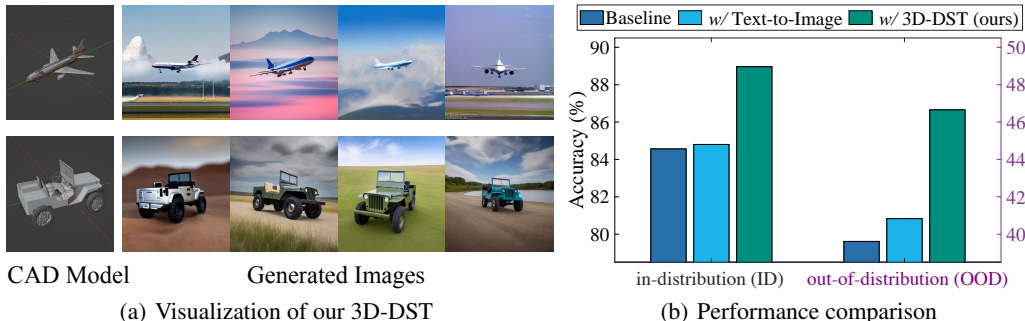 Baseline
w/ Text-to-Image
w/ 3D-DST (ours)
90
88
86
84
82
80
Accuracy (%)
50
48
46
44
42
40
in-distribution (ID)
out-of-distribution (OOD)
CAD Model
Generated Images
(a) Visualization of our 3D-DST
(b) Performance comparison